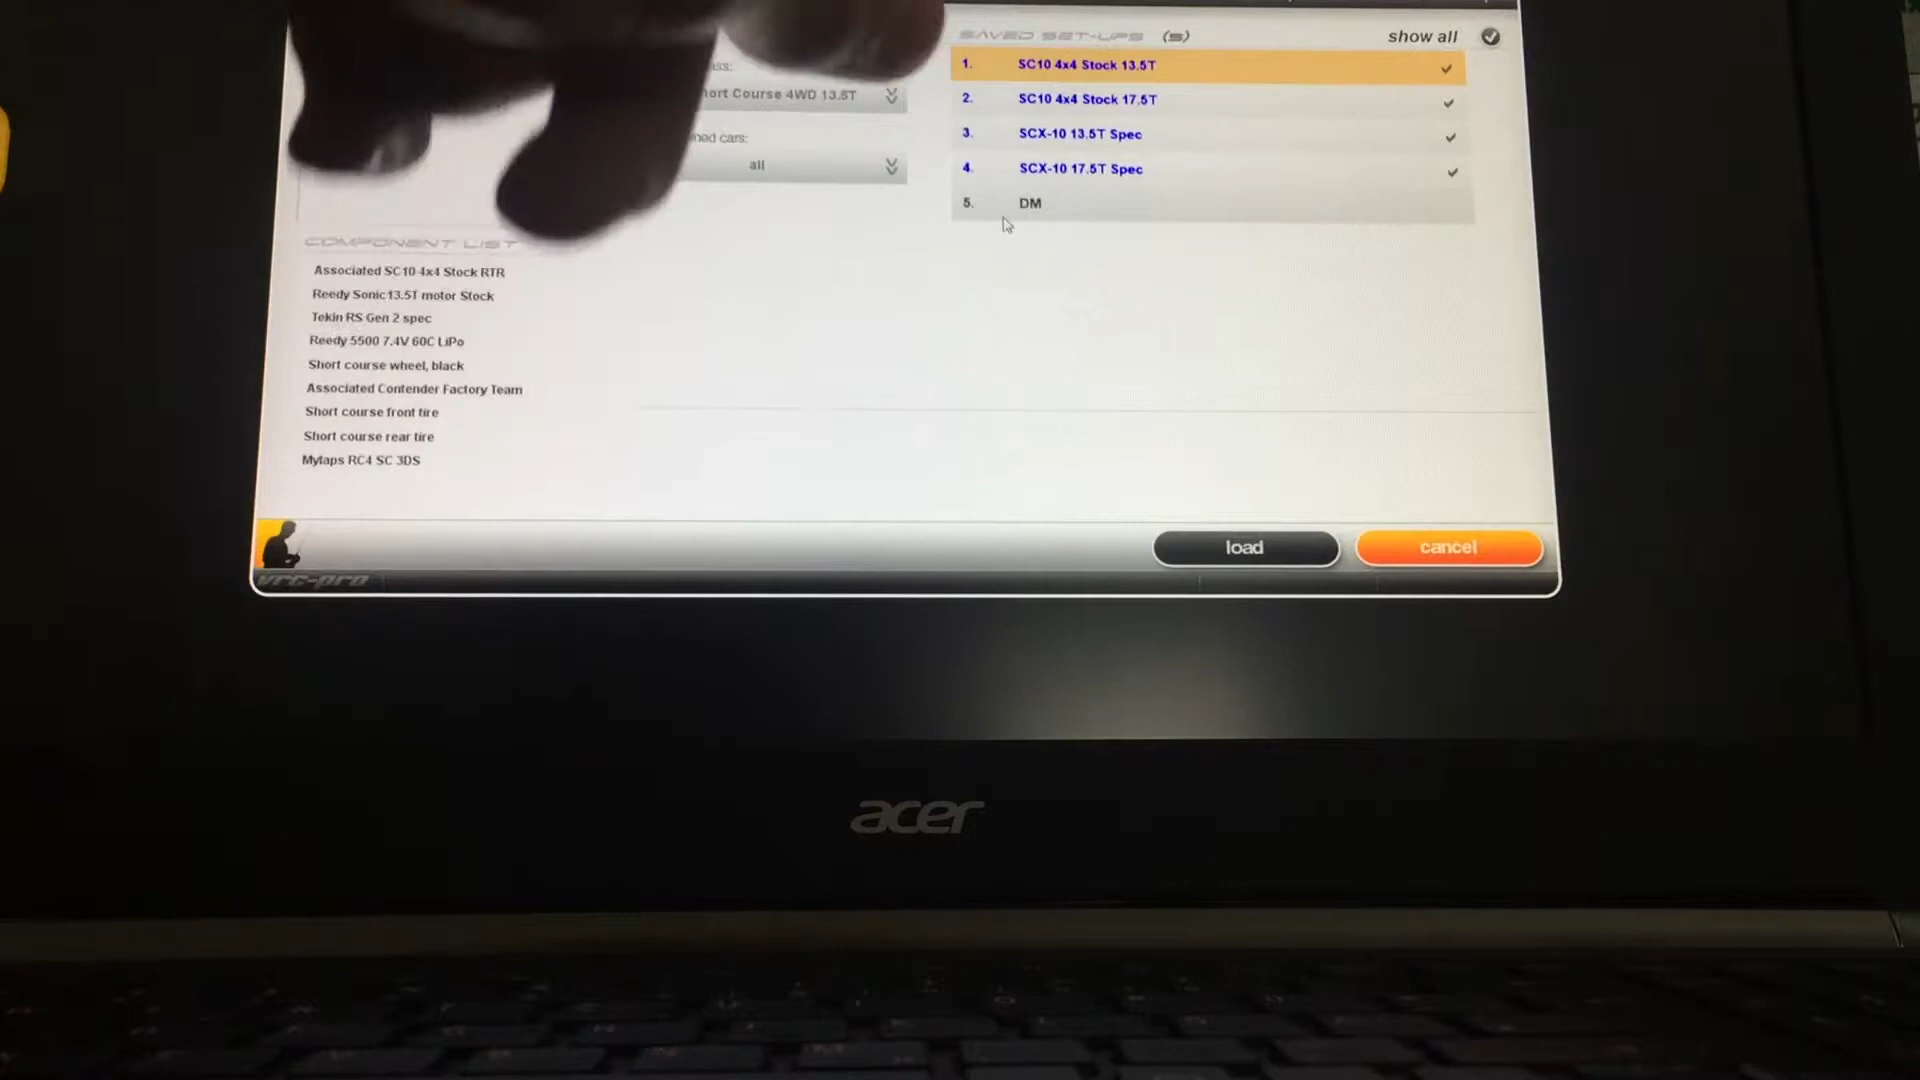 SAVED SET-UPS (5)
show all
1. SC10 4x4 Stock 13.5T
2. SC10 4x4 Stock 17.5T
3. SCX-10 13.5T Spec
4. SCX-10 17.5T Spec
5. DM
ort Course 4WD 13.5T
cars:
all
COMPONENT LIST
Associated SC10 4x4 Stock RTR
Reedy Sonic 13.5T motor Stock
Tekin RS Gen 2 spec
Reedy 5500 7.4V 60C LiPo
Short course wheel, black
Associated Contender Factory Team
Short course front tire
Short course rear tire
Mylaps RC4 SC 3DS
load
cancel
vrc-pro
acer